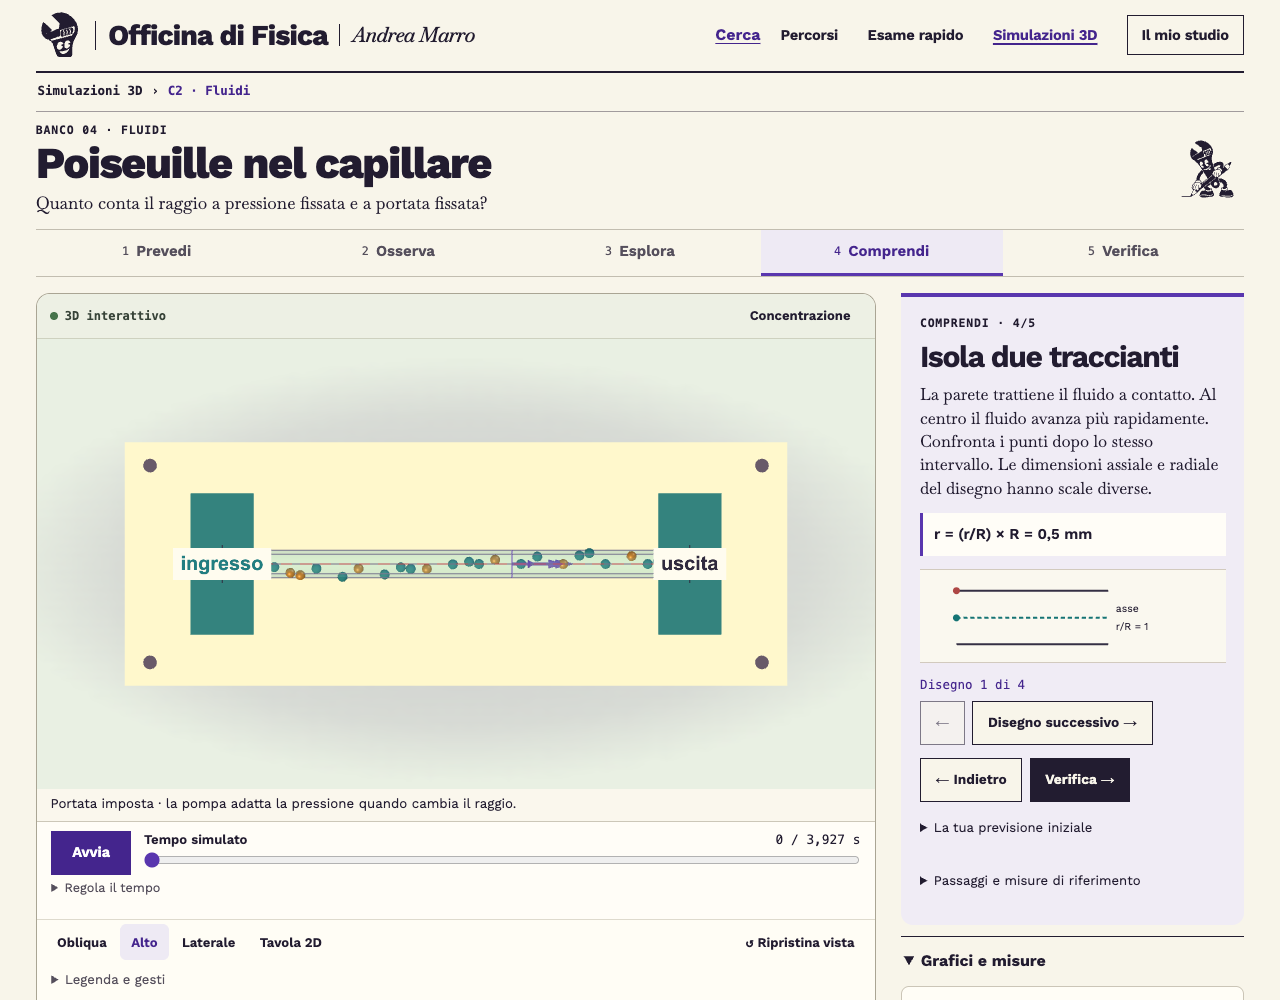 Officina di Fisica
Andrea Marro
Cerca
Percorsi
Esame rapido
Simulazioni 3D
Il mio studio
Simulazioni 3D › C2 · Fluidi
BANCO 04 · FLUIDI
Poiseuille nel capillare
Quanto conta il raggio a pressione fissata e a portata fissata?
1 Prevedi
2 Osserva
3 Esplora
4 Comprendi
5 Verifica
3D interattivo
Concentrazione
ingresso
uscita
Portata imposta · la pompa adatta la pressione quando cambia il raggio.
Avvia
Tempo simulato
0 / 3,927 s
▶ Regola il tempo
Obliqua
Alto
Laterale
Tavola 2D
↺ Ripristina vista
▶ Legenda e gesti
COMPRENDI · 4/5
Isola due traccianti
La parete trattiene il fluido a contatto. Al
centro il fluido avanza più rapidamente.
Confronta i punti dopo lo stesso
intervallo. Le dimensioni assiale e radiale
del disegno hanno scale diverse.
r = (r/R) × R = 0,5 mm
asse
r/R = 1
Disegno 1 di 4
←
Disegno successivo →
← Indietro
Verifica →
▶ La tua previsione iniziale
▶ Passaggi e misure di riferimento
▼ Grafici e misure